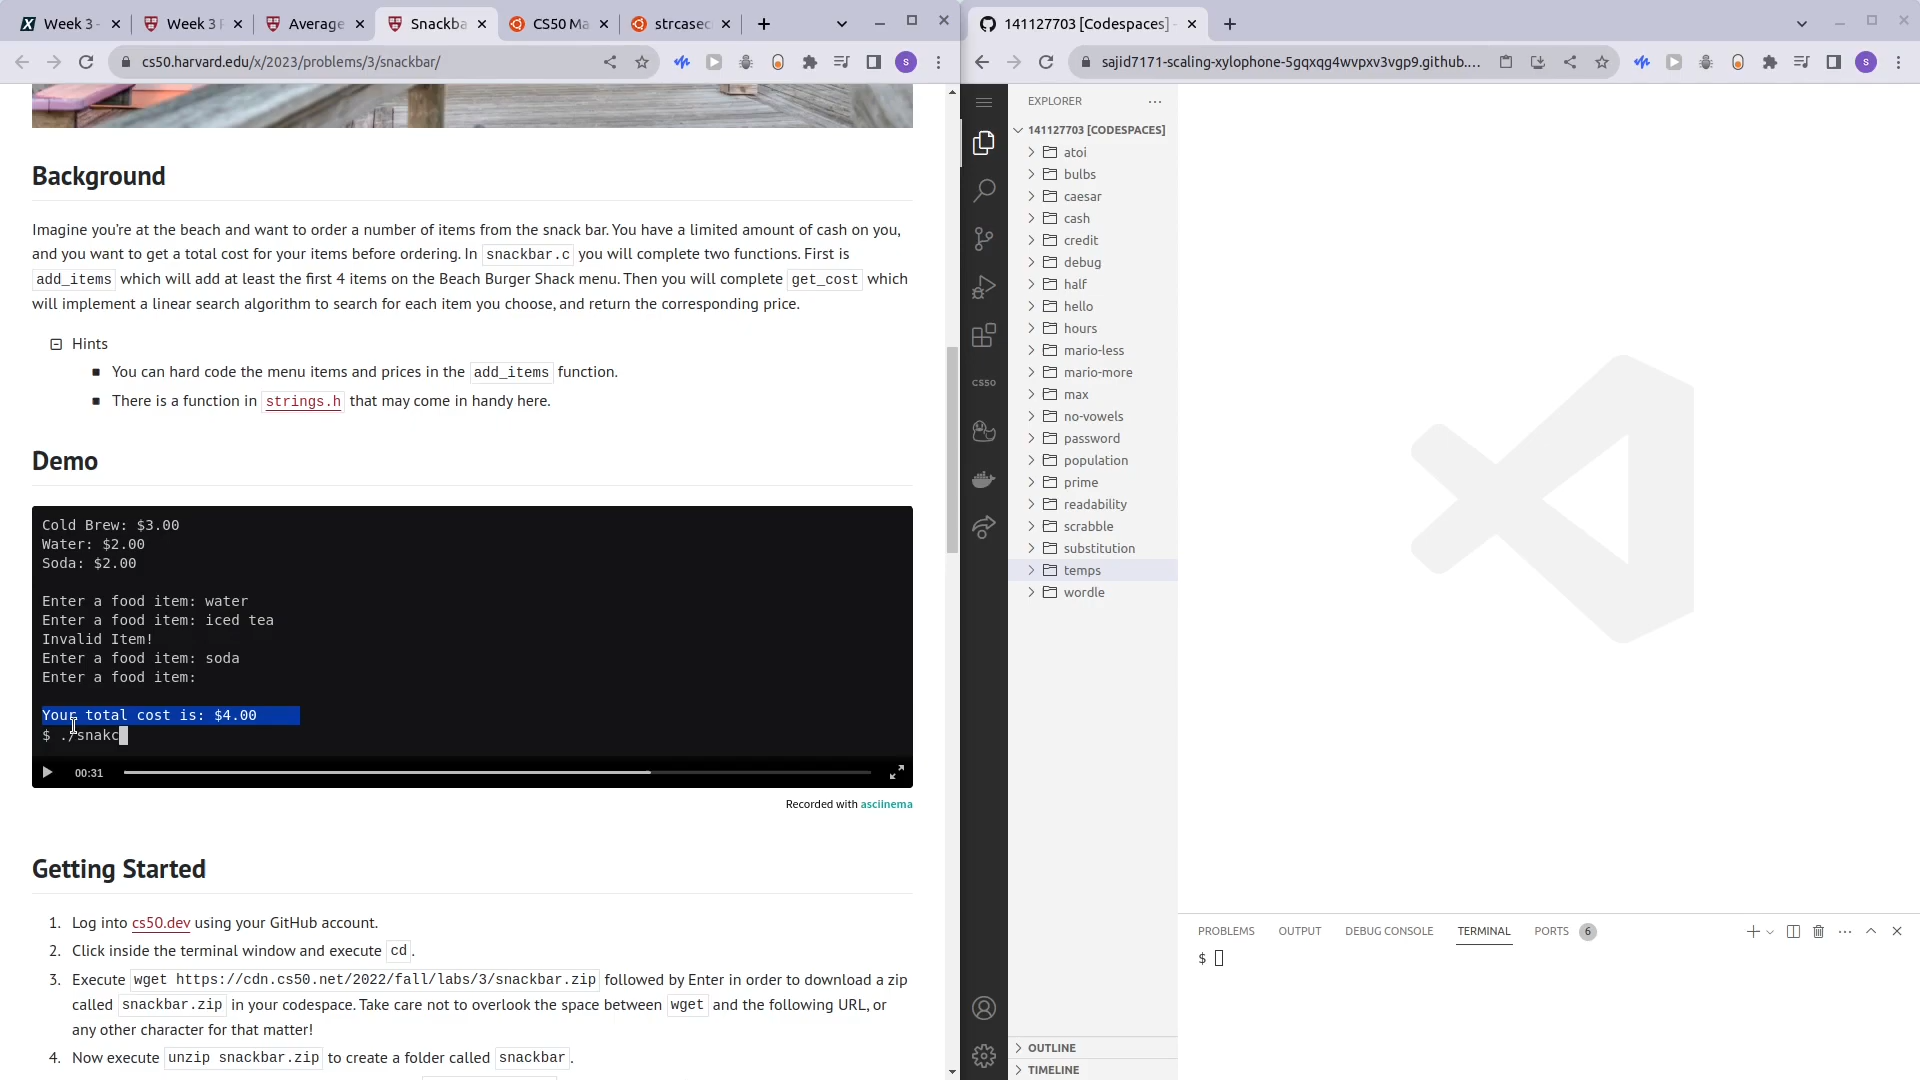 Week 3 -
Week 3 P
Average
Snackba
CS50 Ma
strcasec
cs50.harvard.edu/x/2023/problems/3/snackbar/
S
Background
Imagine you're at the beach and want to order a number of items from the snack bar. You have a limited amount of cash on you,
and you want to get a total cost for your items before ordering. In snackbar.c you will complete two functions. First is
add_items which will add at least the first 4 items on the Beach Burger Shack menu. Then you will complete get_cost which
will implement a linear search algorithm to search for each item you choose, and return the corresponding price.
Hints
You can hard code the menu items and prices in the add_items function.
There is a function in strings.h that may come in handy here.
Demo
Cold Brew: $3.00
Water: $2.00
Soda: $2.00
Enter a food item: water
Enter a food item: iced tea
Invalid Item!
Enter a food item: soda
Enter a food item:
Your total cost is: $4.00
$ ./snakc
00:31
Recorded with asciinema
Getting Started
1. Log into cs50.dev using your GitHub account.
2. Click inside the terminal window and execute cd.
3. Execute wget https://cdn.cs50.net/2022/fall/labs/3/snackbar.zip followed by Enter in order to download a zip
called snackbar.zip in your codespace. Take care not to overlook the space between wget and the following URL, or
any other character for that matter!
4. Now execute unzip snackbar.zip to create a folder called snackbar.
141127703 [Codespaces] -
sajid7171-scaling-xylophone-5gqxqg4wvpxv3vgp9.github....
S
EXPLORER
141127703 [CODESPACES]
atoi
bulbs
caesar
cash
credit
debug
half
hello
hours
mario-less
mario-more
max
no-vowels
password
population
prime
readability
scrabble
substitution
temps
wordle
CS50
OUTLINE
TIMELINE
PROBLEMS
OUTPUT
DEBUG CONSOLE
TERMINAL
PORTS 6
$